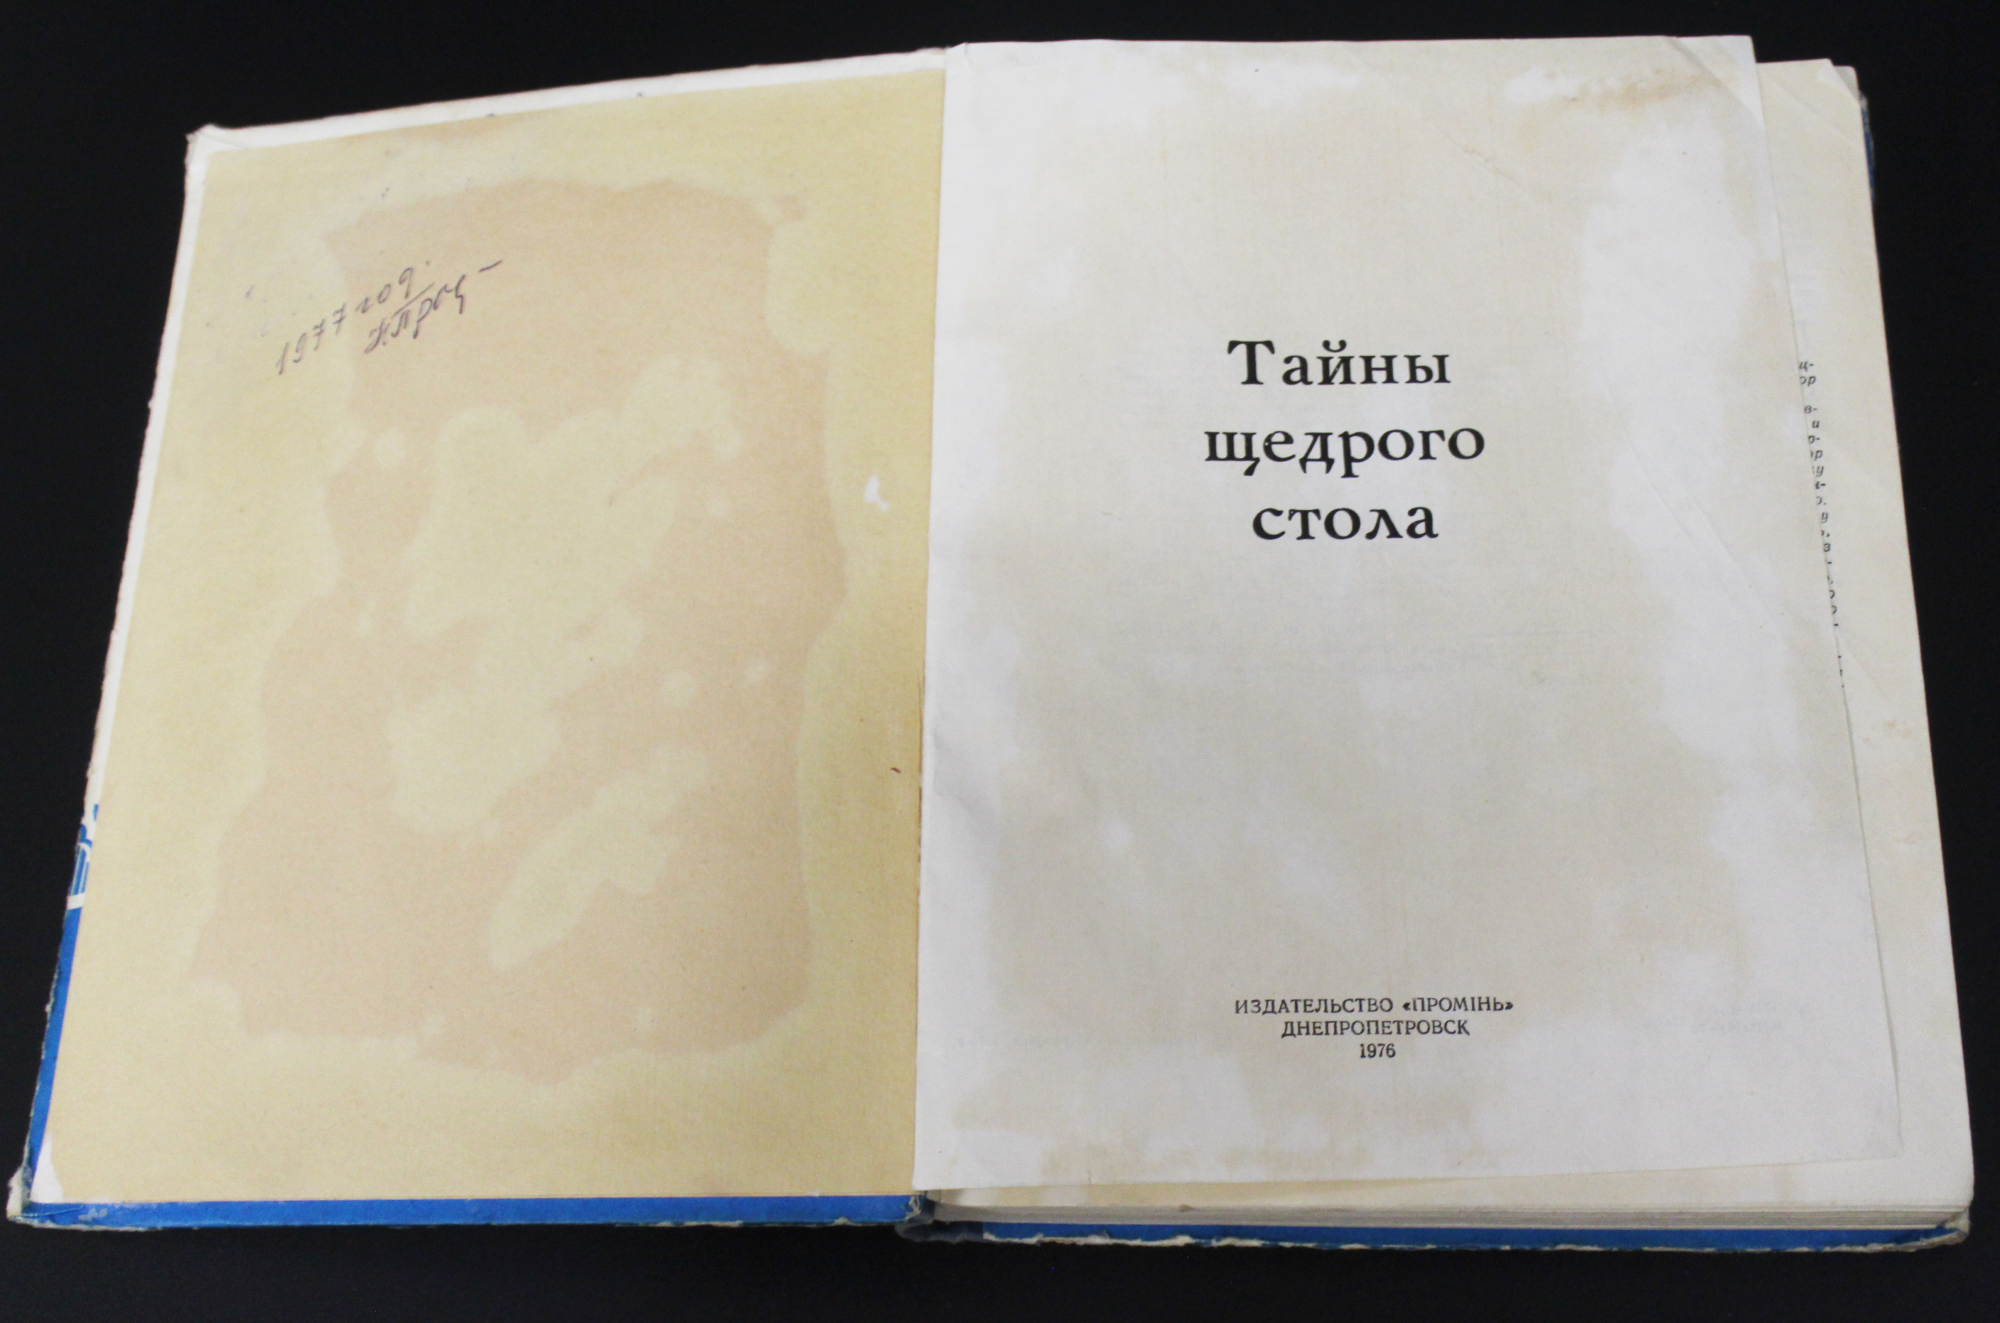 1977 год.
Тайны
щедрого
стола
ИЗДАТЕЛЬСТВО «ПРОМІНЬ»
ДНЕПРОПЕТРОВСК
1976